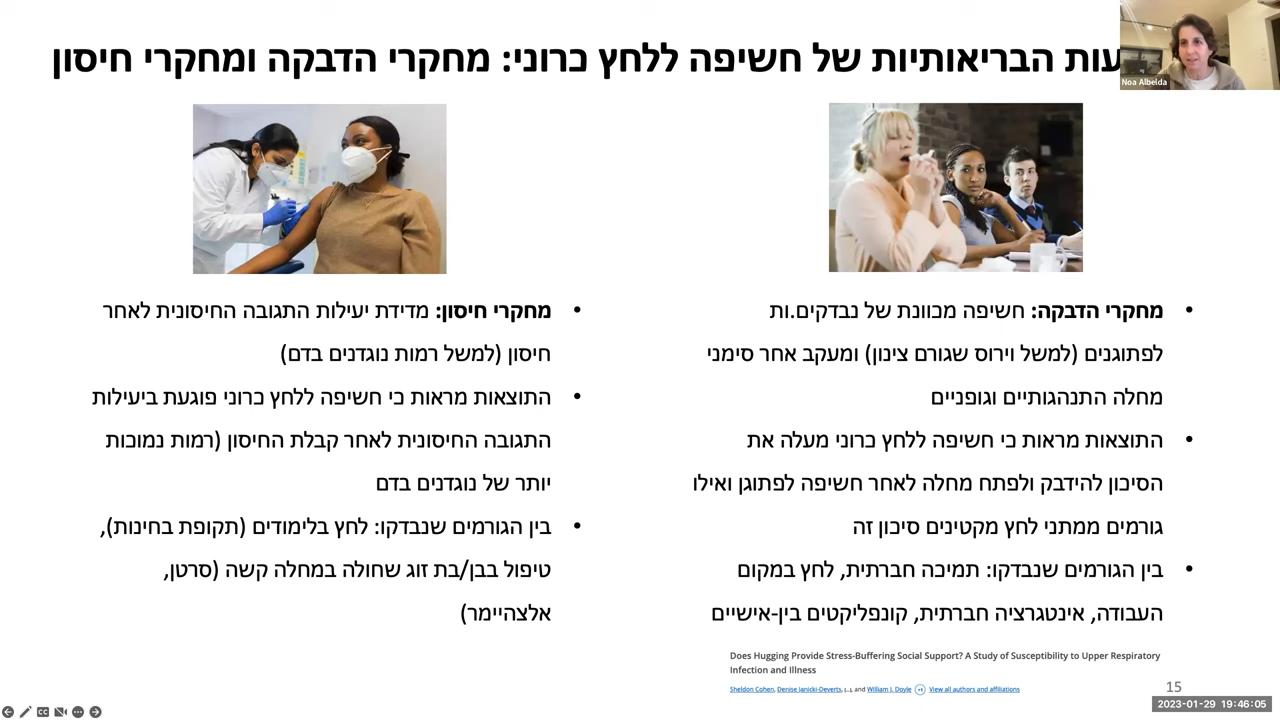 עות הבריאותיות של חשיפה ללחץ כרוני: מחקרי הדבקה ומחקרי חיסון
Noa Albelda
• מחקרי הדבקה: חשיפה מכוונת של נבדקים.ות
לפתוגנים (למשל וירוס שגורם צינון) ומעקב אחר סימני
מחלה התנהגותיים וגופניים
• התוצאות מראות כי חשיפה ללחץ כרוני מעלה את
הסיכון להידבק ולפתח מחלה לאחר חשיפה לפתוגן ואילו
גורמים ממתני לחץ מקטינים סיכון זה
• בין הגורמים שנבדקו: תמיכה חברתית, לחץ במקום
העבודה, אינטגרציה חברתית, קונפליקטים בין-אישיים
• מחקרי חיסון: מדידת יעילות התגובה החיסונית לאחר
חיסון (למשל רמות נוגדנים בדם)
• התוצאות מראות כי חשיפה ללחץ כרוני פוגעת ביעילות
התגובה החיסונית לאחר קבלת החיסון (רמות נמוכות
יותר של נוגדנים בדם
• בין הגורמים שנבדקו: לחץ בלימודים (תקופת בחינות),
טיפול בבן/בת זוג שחולה במחלה קשה (סרטן,
אלצהיימר)
Does Hugging Provide Stress-Buffering Social Support? A Study of Susceptibility to Upper Respiratory
Infection and Illness
Sheldon Cohen, Denise Janicki-Deverts, (...), and William J. Doyle +1 View all authors and affiliations
15
2023-01-29 19:46:05